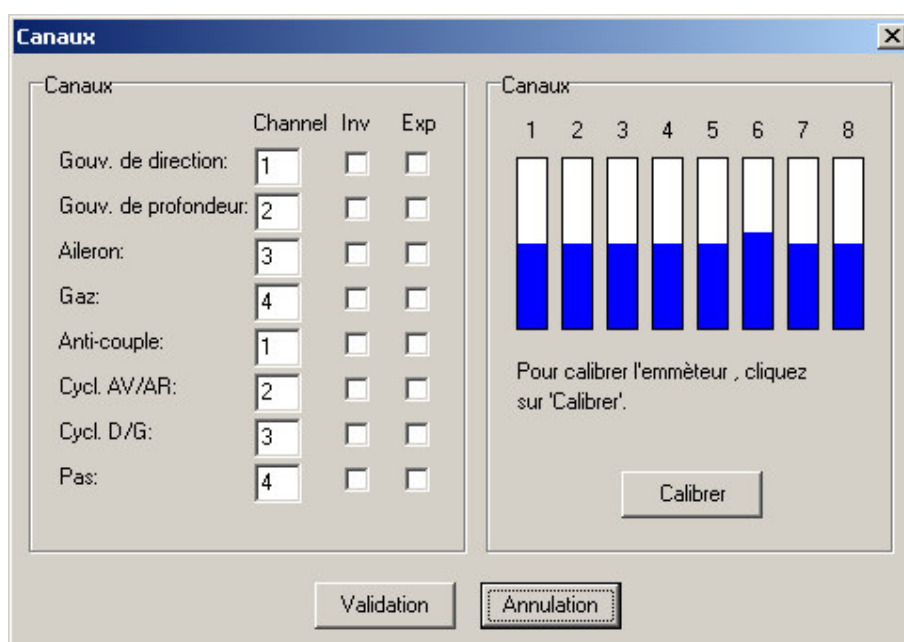 Canaux
Canaux
Channel Inv Exp
Gouv. de direction: 1
Gouv. de profondeur: 2
Aileron: 3
Gaz: 4
Anti-couple: 1
Cycl. AV/AR: 2
Cycl. D/G: 3
Pas: 4
Canaux
1 2 3 4 5 6 7 8
Pour calibrer l'emmèteur , cliquez
sur 'Calibrer'.
Calibrer
Validation Annulation